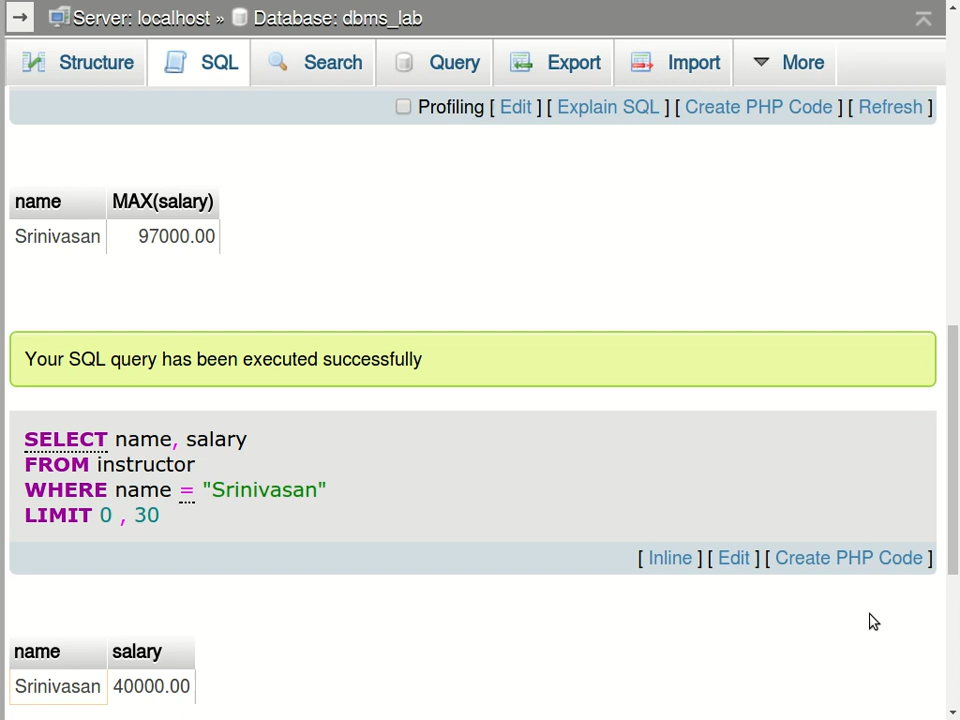 Server: localhost » Database: dbms_lab
Structure SQL Search Query Export Import More
Profiling [ Edit ] [ Explain SQL ] [ Create PHP Code ] [ Refresh ]
name MAX(salary)
Srinivasan 97000.00
Your SQL query has been executed successfully
SELECT name, salary
FROM instructor
WHERE name = "Srinivasan"
LIMIT 0 , 30
[ Inline ] [ Edit ] [ Create PHP Code ]
name salary
Srinivasan 40000.00